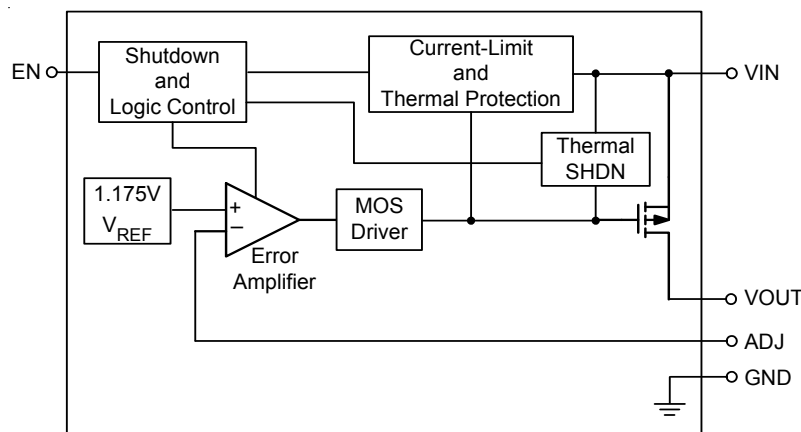 EN
Shutdown
and
Logic Control
Current-Limit
and
Thermal Protection
VIN
Thermal
SHDN
1.175V
VREF
+
−
MOS
Driver
Error
Amplifier
VOUT
ADJ
GND